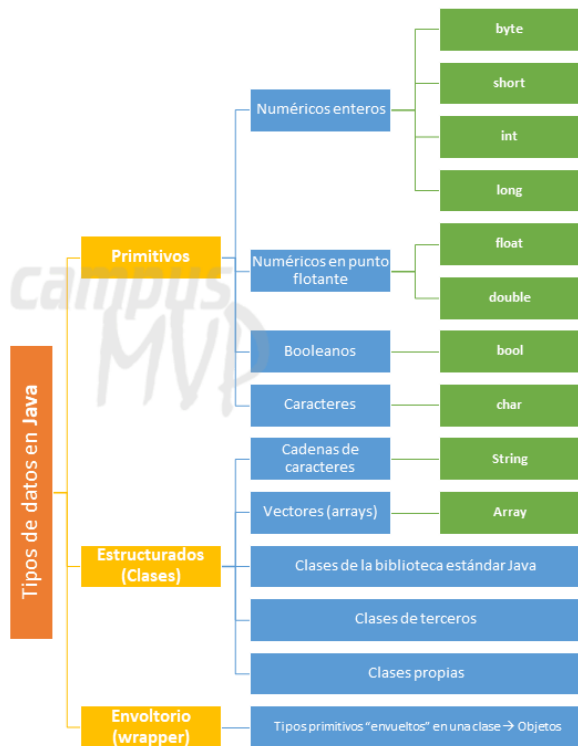 Tipos de datos en Java
Primitivos
Numéricos enteros
byte
short
int
long
Numéricos en punto
flotante
float
double
Booleanos
bool
Caracteres
char
Estructurados
(Clases)
Cadenas de
caracteres
String
Vectores (arrays)
Array
Clases de la biblioteca estándar Java
Clases de terceros
Clases propias
Envoltorio
(wrapper)
Tipos primitivos “envueltos” en una clase → Objetos
campus
MVP